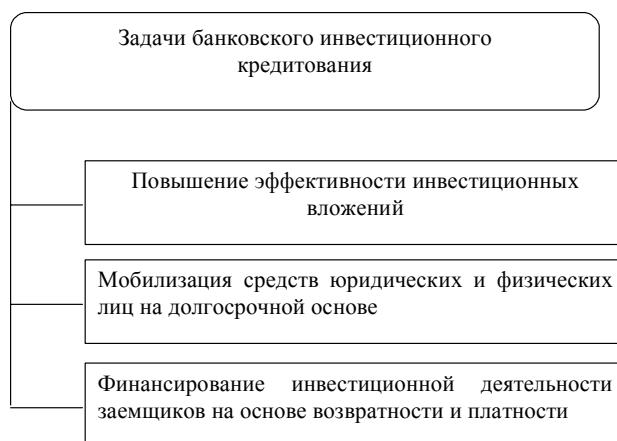 Задачи банковского инвестиционного
кредитования
Повышение эффективности инвестиционных
вложений
Мобилизация средств юридических и физических
лиц на долгосрочной основе
Финансирование инвестиционной деятельности
заемщиков на основе возвратности и платности